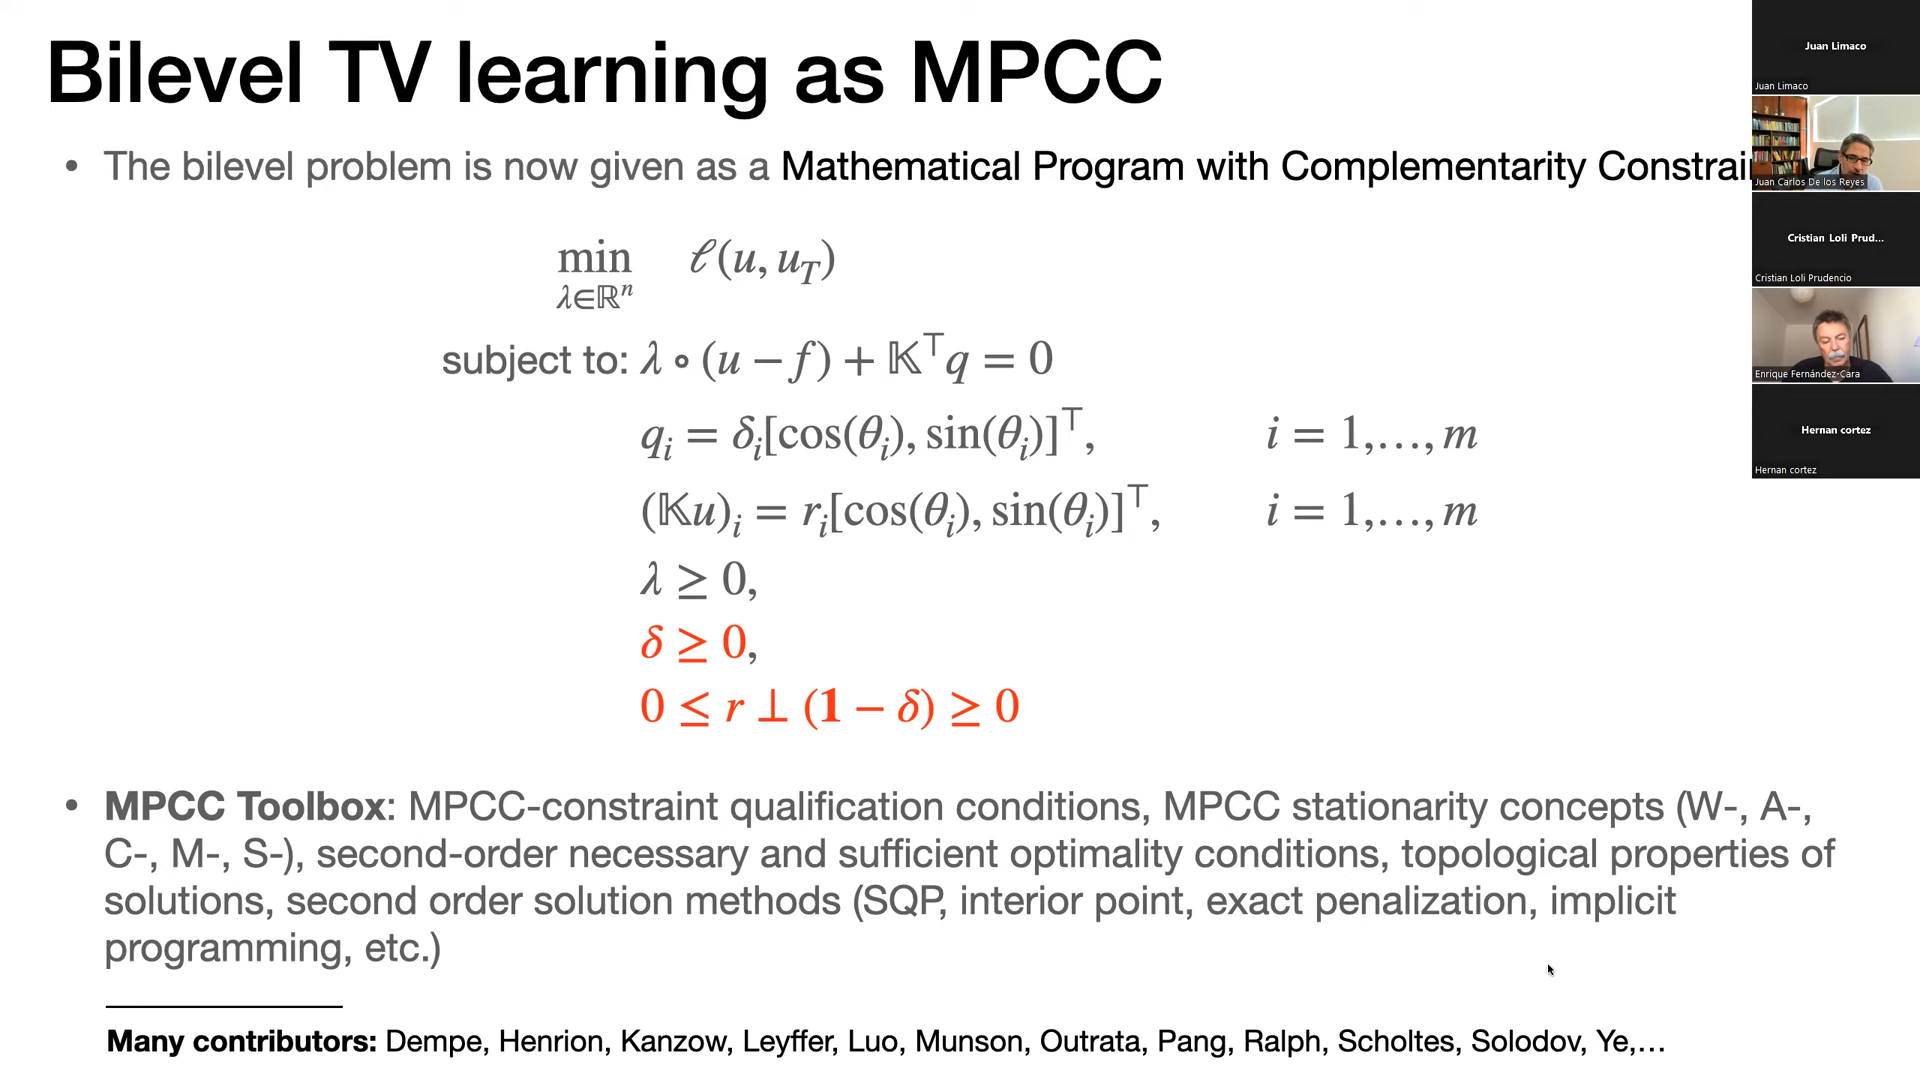 Bilevel TV learning as MPCC
• The bilevel problem is now given as a Mathematical Program with Complementarity Constrai
min ℓ(u, u_T)
λ∈ℝⁿ
subject to: λ ∘ (u − f) + 𝕂^⊤ q = 0
q_i = δ_i[cos(θ_i), sin(θ_i)]^⊤, i = 1,…, m
(𝕂u)_i = r_i[cos(θ_i), sin(θ_i)]^⊤, i = 1,…, m
λ ≥ 0,
δ ≥ 0,
0 ≤ r ⊥ (1 − δ) ≥ 0
• MPCC Toolbox: MPCC-constraint qualification conditions, MPCC stationarity concepts (W-, A-,
C-, M-, S-), second-order necessary and sufficient optimality conditions, topological properties of
solutions, second order solution methods (SQP, interior point, exact penalization, implicit
programming, etc.)
Many contributors: Dempe, Henrion, Kanzow, Leyffer, Luo, Munson, Outrata, Pang, Ralph, Scholtes, Solodov, Ye,…
Juan Limaco
Juan Limaco
Juan Carlos De los Reyes
Cristian Loli Prud...
Cristian Loli Prudencio
Enrique Fernández-Cara
Hernan cortez
Hernan cortez